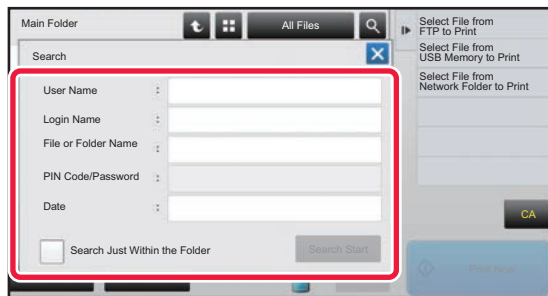 Main Folder
All Files
Select File from
FTP to Print
Select File from
USB Memory to Print
Select File from
Network Folder to Print
Search
User Name :
Login Name :
File or Folder Name :
PIN Code/Password :
Date :
Search Just Within the Folder
Search Start
CA
Print Now